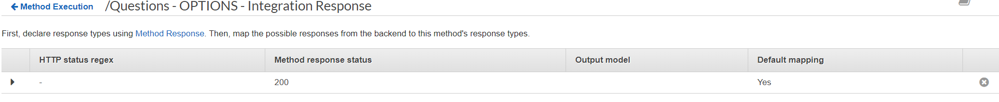 Method Execution /Questions - OPTIONS - Integration Response
First, declare response types using Method Response. Then, map the possible responses from the backend to this method's response types.
HTTP status regex Method response status Output model Default mapping
- 200 Yes